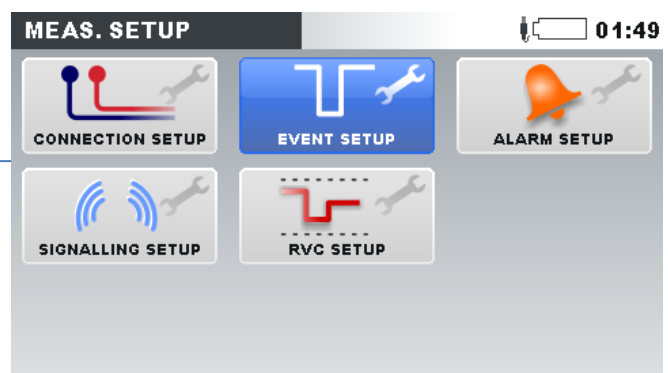 MEAS. SETUP 01:49
CONNECTION SETUP EVENT SETUP ALARM SETUP
SIGNALLING SETUP RVC SETUP